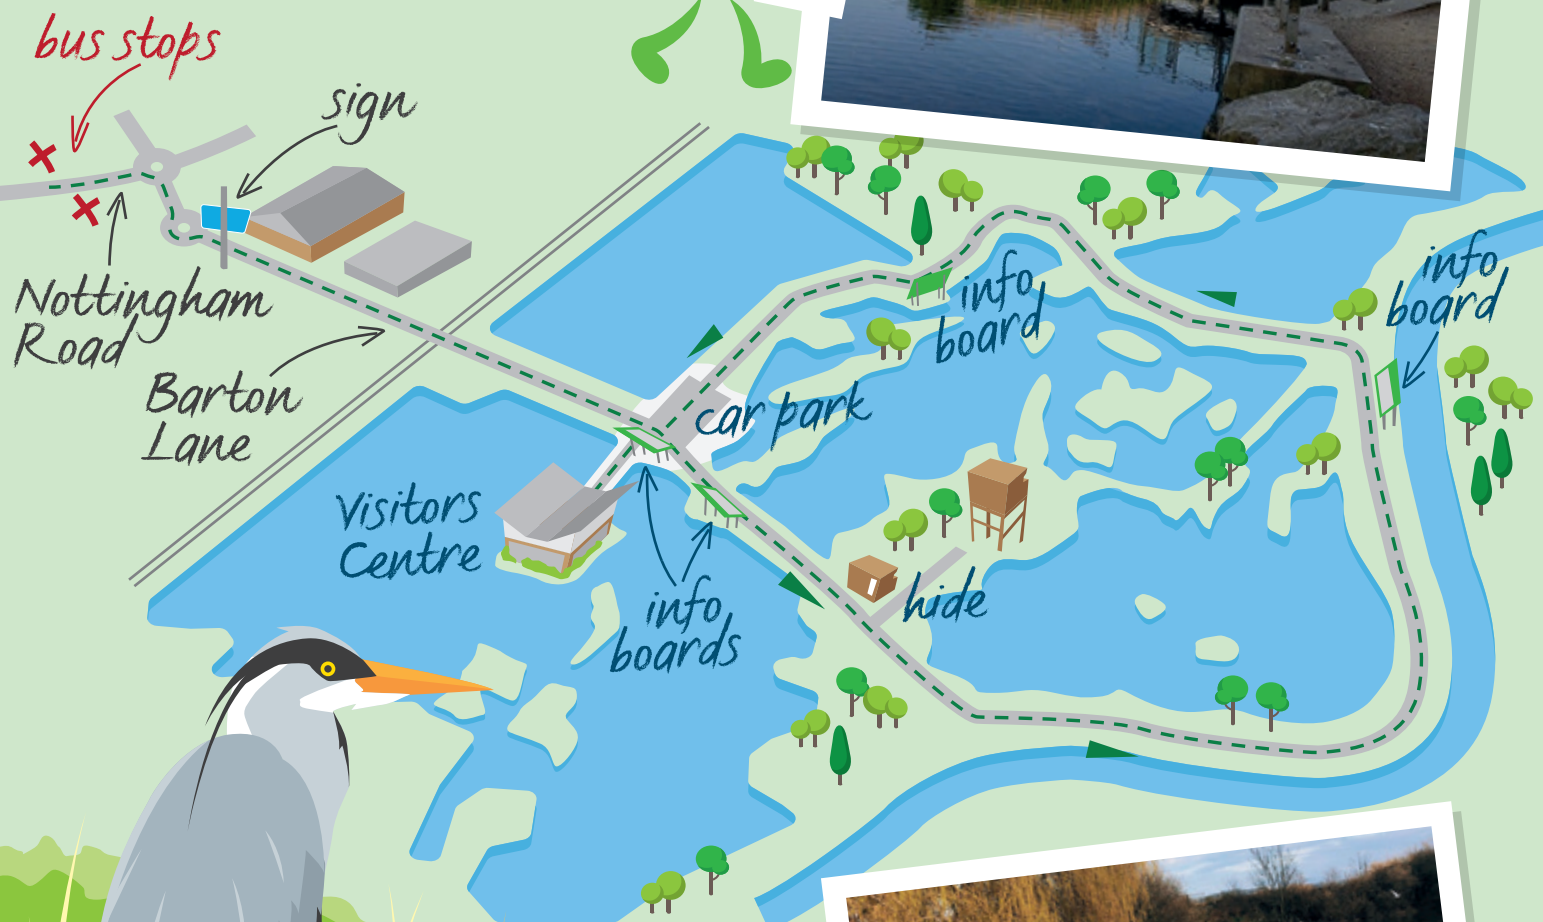 bus stops
sign
Nottingham
Road
Barton
Lane
info
board
info
board
car park
Visitors
Centre
info
boards
hide